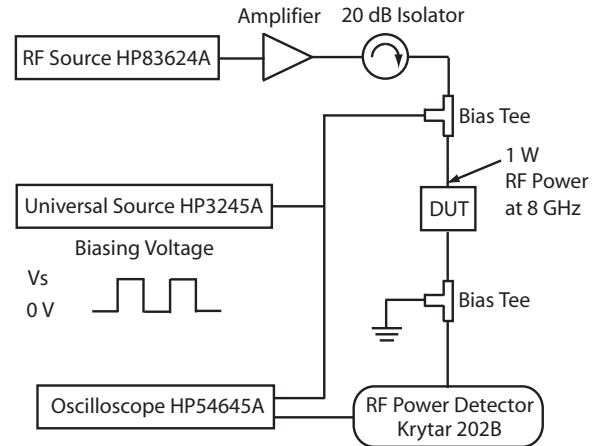 Amplifier
20 dB Isolator
RF Source HP83624A
Bias Tee
1 W
RF Power
at 8 GHz
Universal Source HP3245A
DUT
Biasing Voltage
Vs
0 V
Bias Tee
Oscilloscope HP54645A
RF Power Detector
Krytar 202B